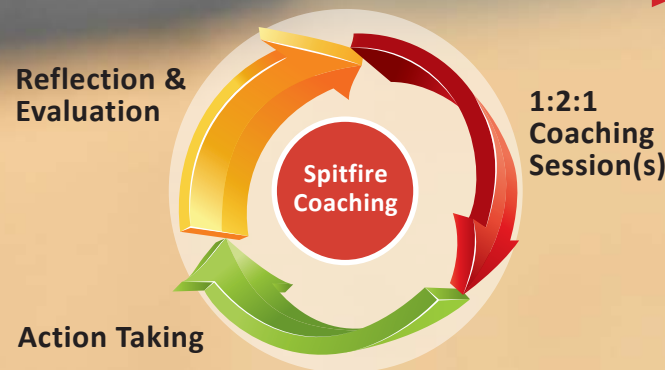 Reflection &
Evaluation
1:2:1
Coaching
Session(s)
Spitfire
Coaching
Action Taking